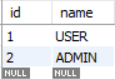 id name
1 USER
2 ADMIN
NULL NULL